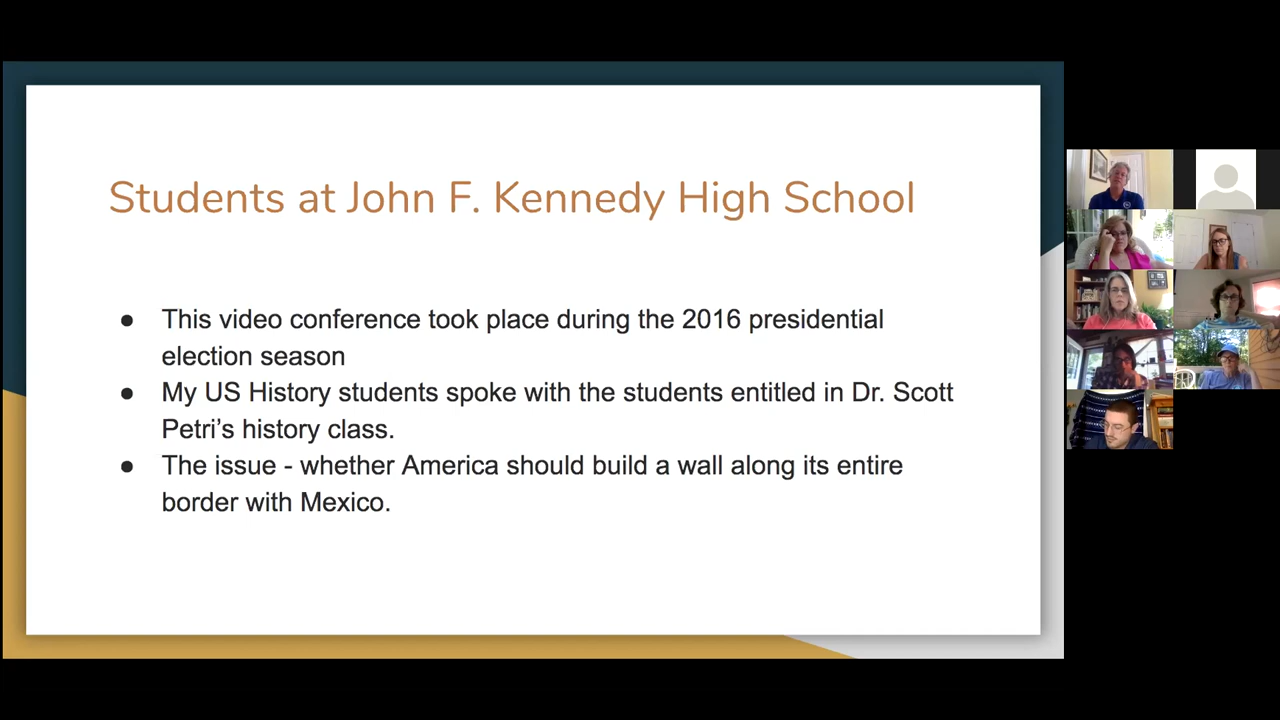 Students at John F. Kennedy High School
● This video conference took place during the 2016 presidential
election season
● My US History students spoke with the students entitled in Dr. Scott
Petri’s history class.
● The issue - whether America should build a wall along its entire
border with Mexico.